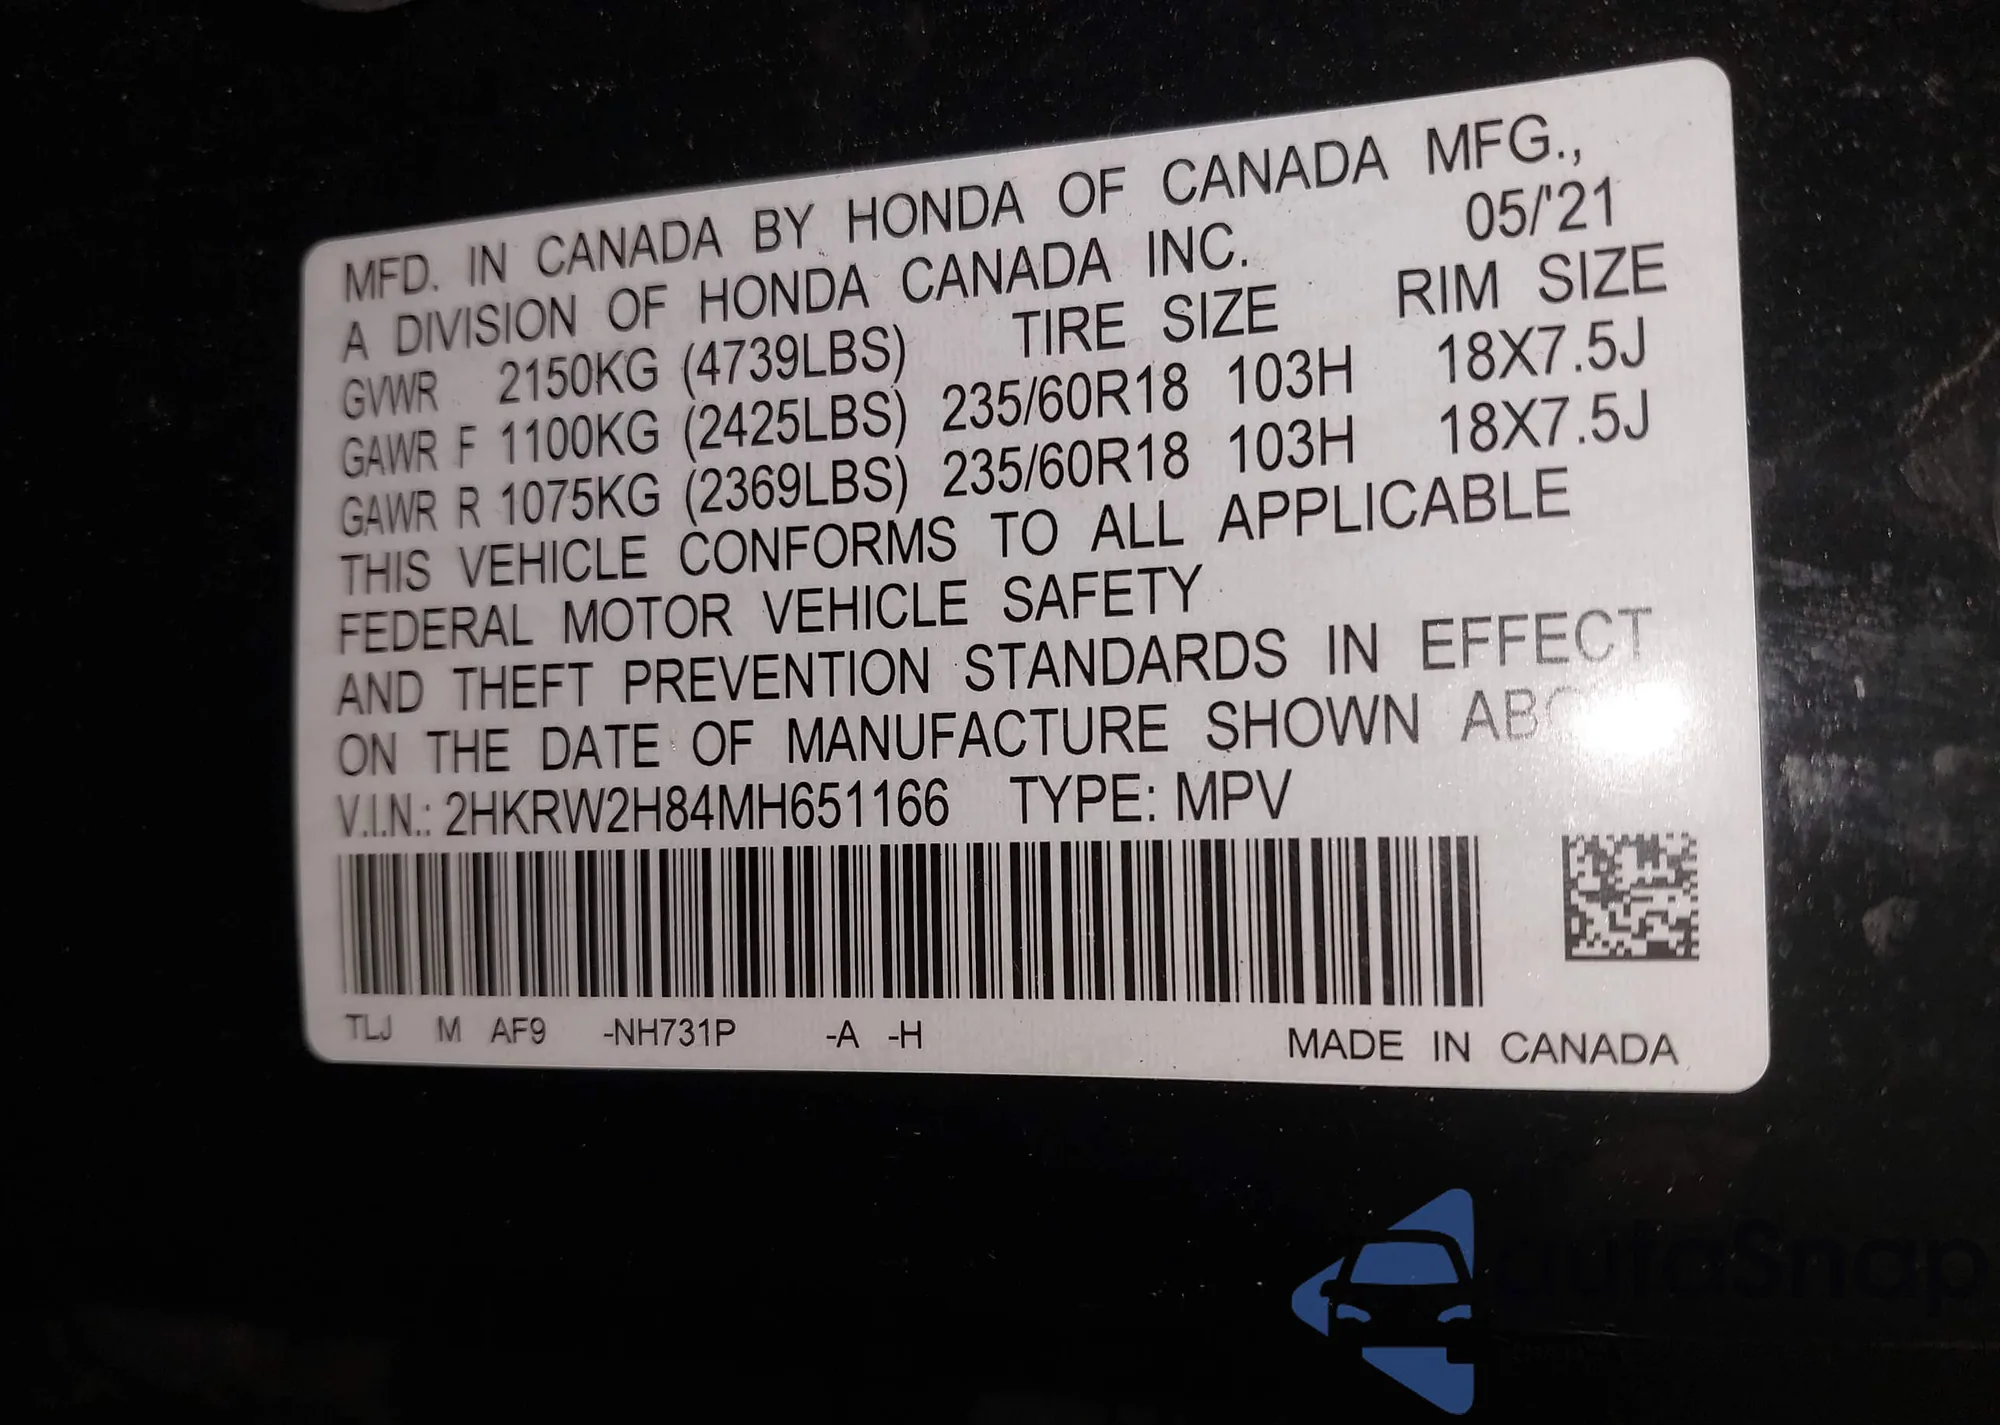 MFD. IN CANADA BY HONDA OF CANADA MFG.,
A DIVISION OF HONDA CANADA INC. 05/'21
TIRE SIZE RIM SIZE
GVWR 2150KG (4739LBS)
GAWR F 1100KG (2425LBS) 235/60R18 103H 18X7.5J
GAWR R 1075KG (2369LBS) 235/60R18 103H 18X7.5J
THIS VEHICLE CONFORMS TO ALL APPLICABLE
FEDERAL MOTOR VEHICLE SAFETY
AND THEFT PREVENTION STANDARDS IN EFFECT
ON THE DATE OF MANUFACTURE SHOWN
V.I.N.: 2HKRW2H84MH651166 TYPE: MPV
TLJ M AF9 -NH731P -A -H MADE IN CANADA
autoSnap